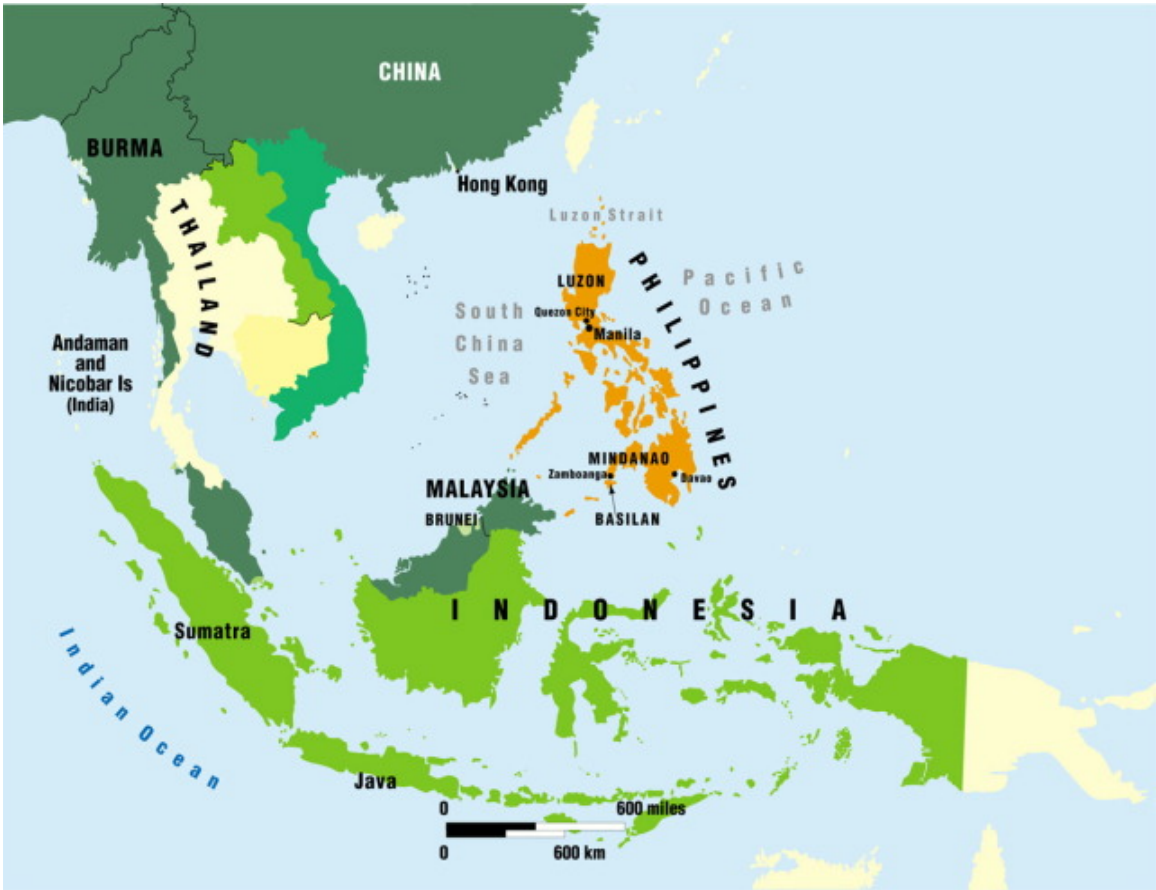 CHINA
BURMA
Hong Kong
THAILAND
Luzon Strait
LUZON
PHILIPPINES
Pacific
Ocean
Quezon City
Manila
South
China
Sea
Andaman
and
Nicobar Is
(India)
MINDANAO
Zamboanga
Davao
MALAYSIA
BRUNEI
BASILAN
INDONESIA
Sumatra
Indian Ocean
Java
0 600 miles
0 600 km